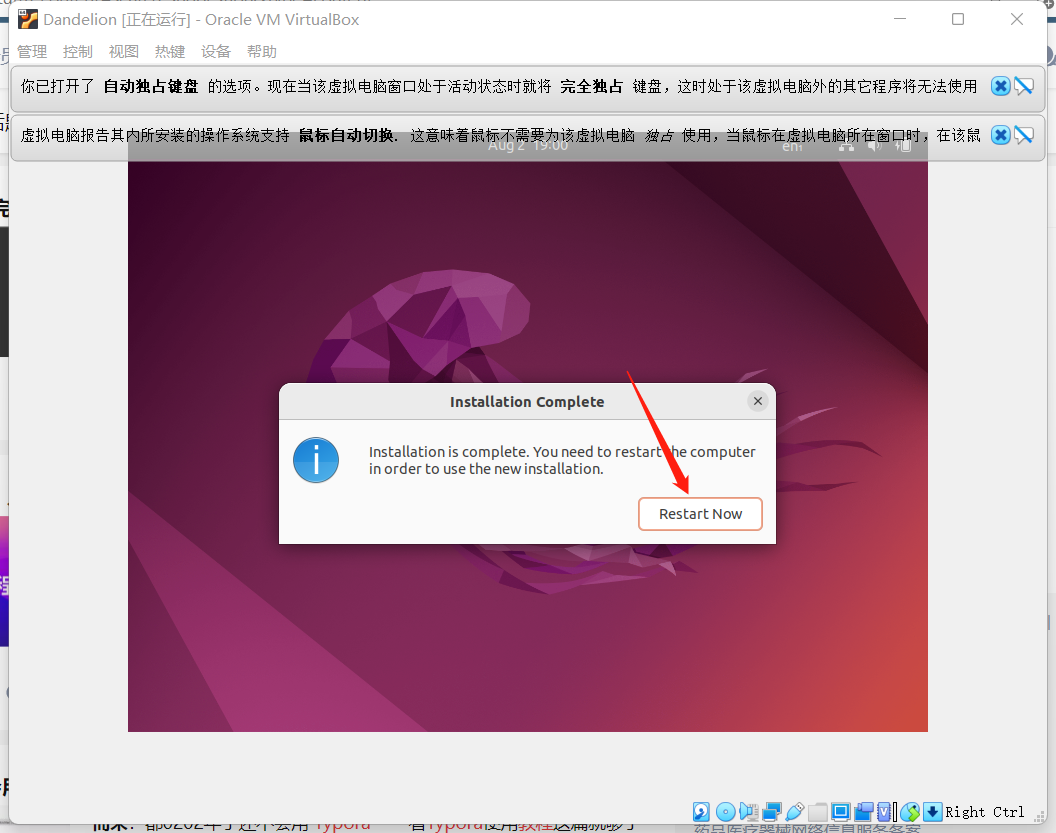 Dandelion [正在运行] - Oracle VM VirtualBox
管理 控制 视图 热键 设备 帮助
你已打开了 自动独占键盘 的选项。现在当该虚拟电脑窗口处于活动状态时就将 完全独占 键盘，这时处于该虚拟电脑外的其它程序将无法使用
虚拟电脑报告其内所安装的操作系统支持 鼠标自动切换. 这意味着鼠标不需要为该虚拟电脑 独占 使用，当鼠标在虚拟电脑所在窗口时，在该鼠
Aug 2 19:00 en₁
Installation Complete
Installation is complete. You need to restart the computer
in order to use the new installation.
Restart Now
Right Ctrl